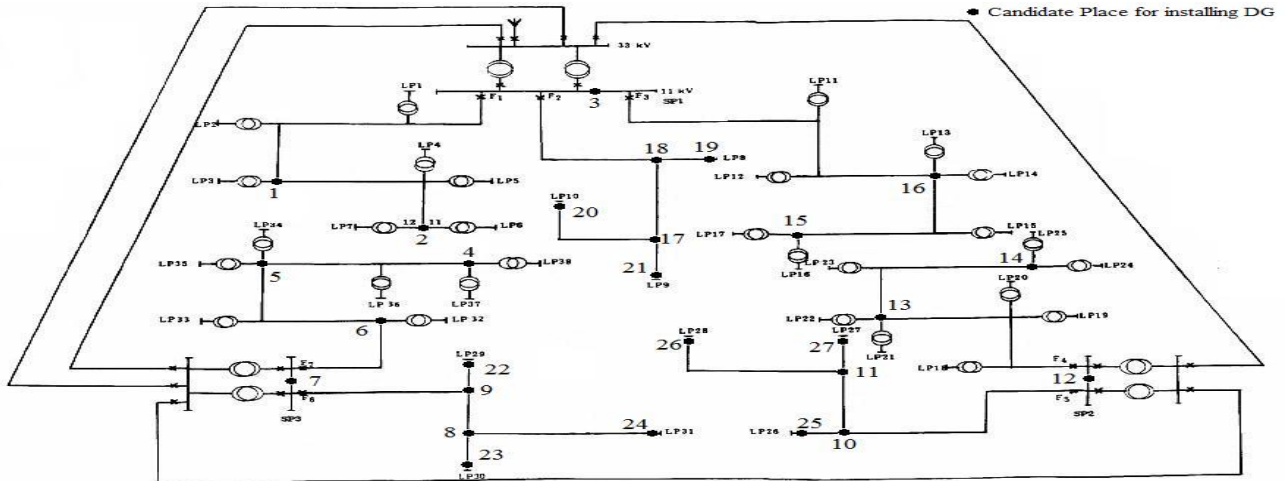 Candidate Place for installing DG
33 kV
LP1
11 kV
LP11
F1
F2
3
F3
SP1
LP2
LP4
LP13
18
19
LP8
LP3
1
LP5
LP10
20
LP12
16
LP14
LP7
12
11
LP6
2
LP34
15
LP17
LP15
LP25
17
LP35
5
4
LP38
21
LP9
LP16
LP23
14
LP24
LP20
LP36
LP37
13
LP33
6
LP32
LP28
LP22
LP27
LP19
26
27
LP21
LP29
F7
22
11
LP18
F4
7
9
12
F6
SP3
F5
SP2
8
24
LP31
LP26
25
10
23
LP30